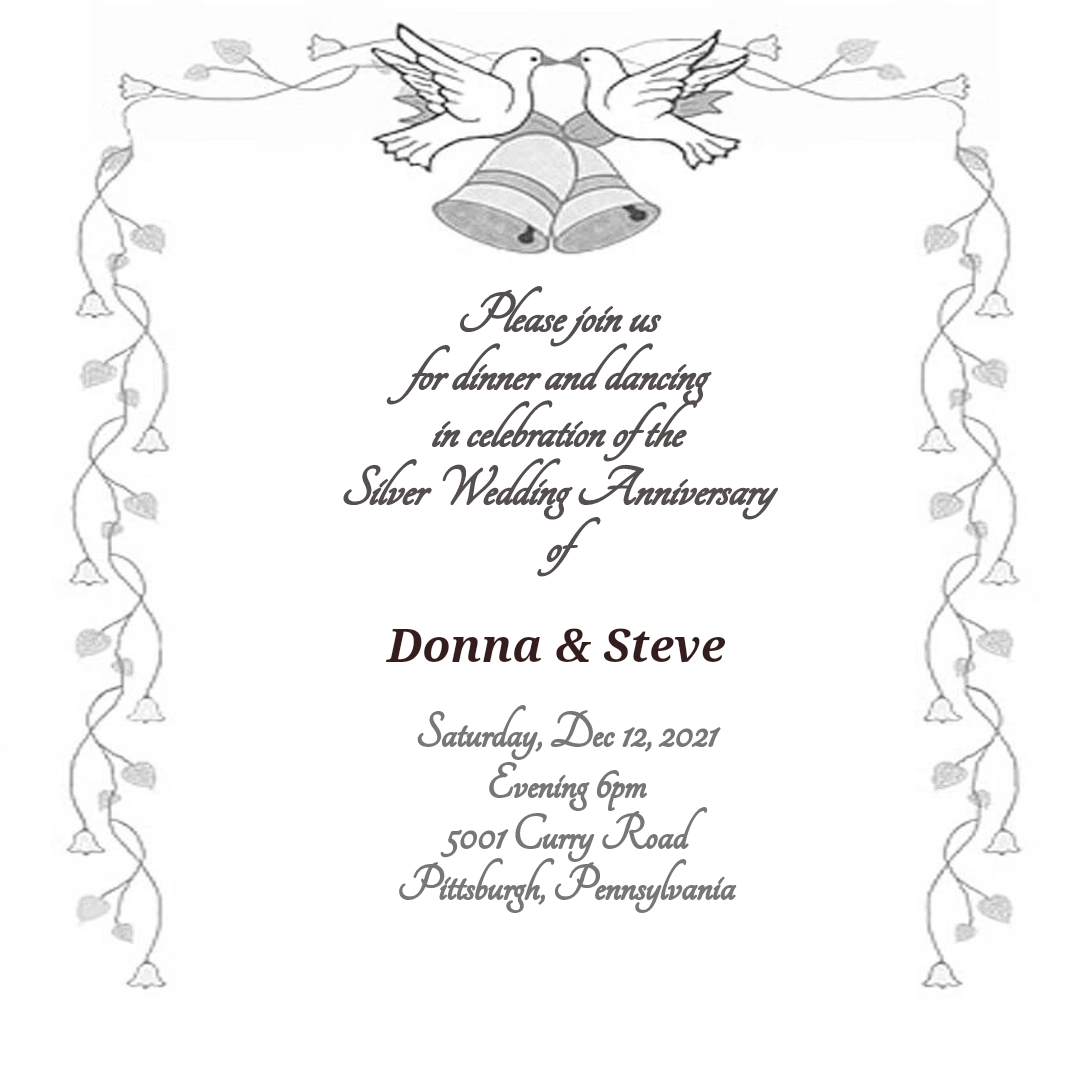 Please join us
for dinner and dancing
in celebration of the
Silver Wedding Anniversary
of
Donna & Steve
Saturday, Dec 12, 2021
Evening 6pm
5001 Curry Road
Pittsburgh, Pennsylvania